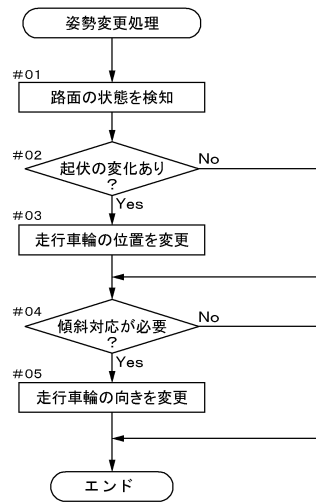 姿勢変更処理
#01
路面の状態を検知
#02
起伏の変化あり
?
No
Yes
#03
走行車輪の位置を変更
#04
傾斜対応が必要
?
No
Yes
#05
走行車輪の向きを変更
エンド